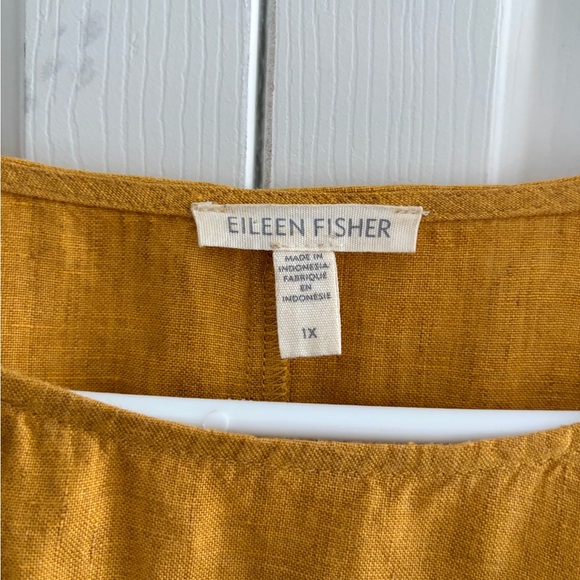 EILEEN FISHER
MADE IN
INDONESIA
FABRIQUÉ
EN
INDONÉSIE
1X